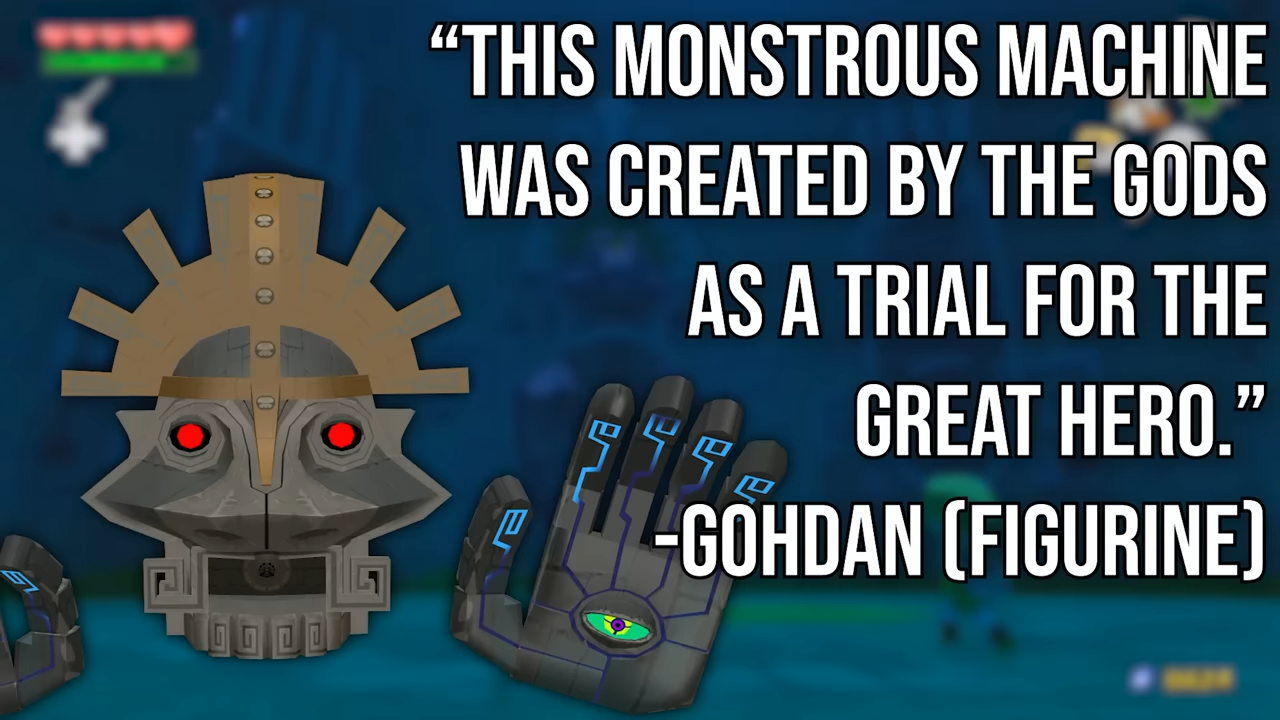 “THIS MONSTROUS MACHINE
WAS CREATED BY THE GODS
AS A TRIAL FOR THE
GREAT HERO.”
-GOHDAN (FIGURINE)